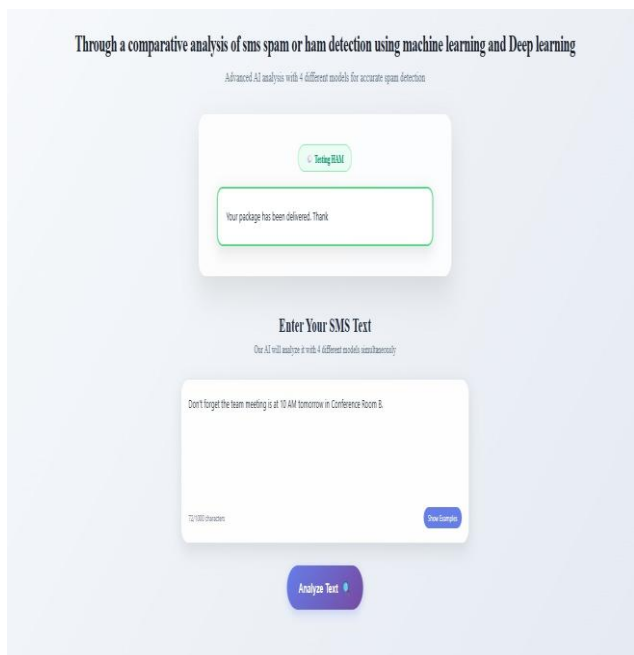 Through a comparative analysis of sms spam or ham detection using machine learning and Deep learning
Advanced AI analysis with 4 different models for accurate spam detection
Testing HAM
Your package has been delivered. Thank
Enter Your SMS Text
Our AI will analyze it with 4 different models simultaneously
Don't forget the team meeting is at 10 AM tomorrow in Conference Room B.
72/1000 characters
Show Examples
Analyze Text